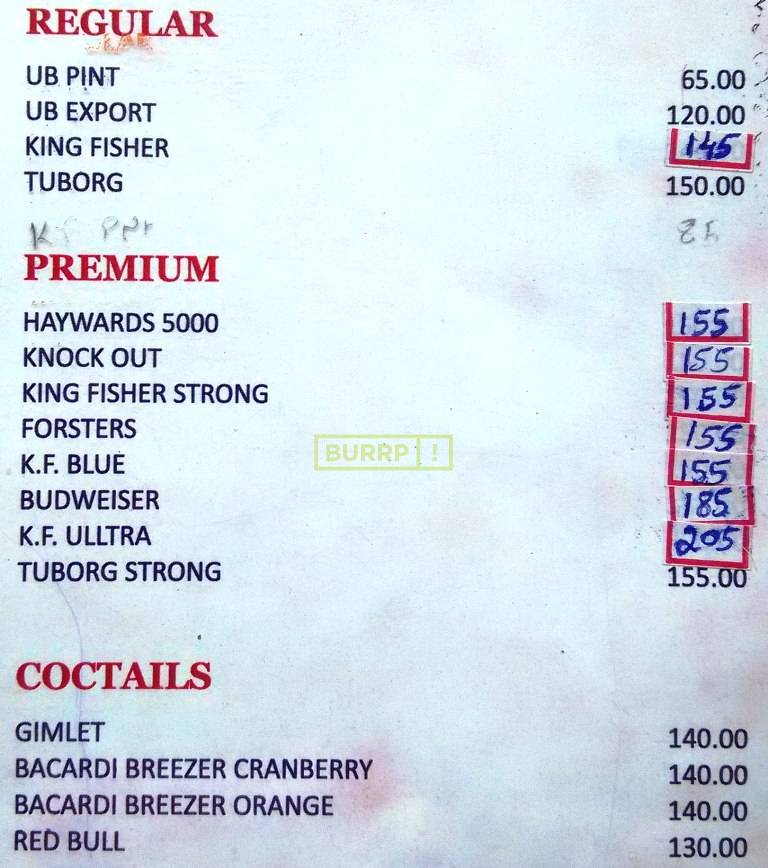 REGULAR
UB PINT 65.00
UB EXPORT 120.00
KING FISHER 145
TUBORG 150.00
KF
PREMIUM
HAYWARDS 5000 155
KNOCK OUT 155
KING FISHER STRONG 155
FORSTERS 155
BURRP!
K.F. BLUE 155
BUDWEISER 185
K.F. ULLTRA 205
TUBORG STRONG 155.00
COCTAILS
GIMLET 140.00
BACARDI BREEZER CRANBERRY 140.00
BACARDI BREEZER ORANGE 140.00
RED BULL 130.00